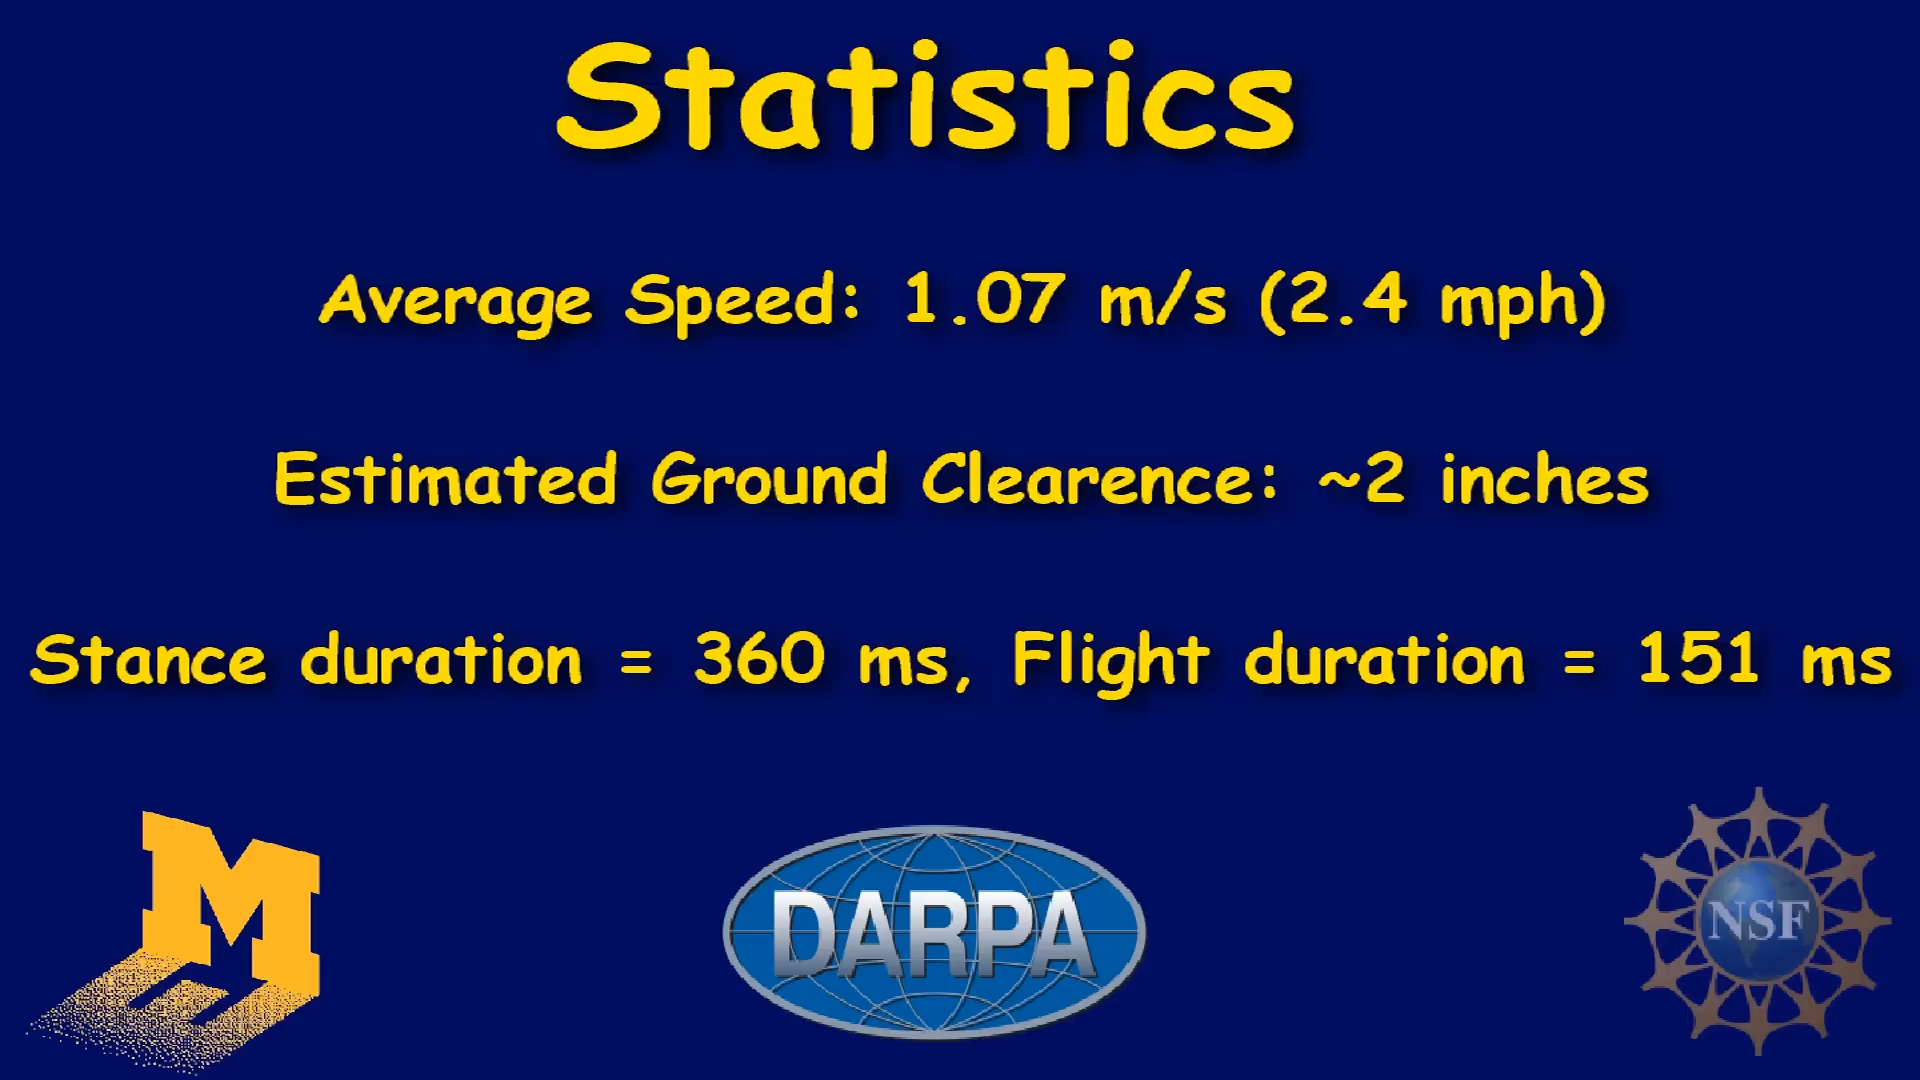 Statistics
Average Speed: 1.07 m/s (2.4 mph)
Estimated Ground Clearence: ~2 inches
Stance duration = 360 ms, Flight duration = 151 ms
M
DARPA
NSF